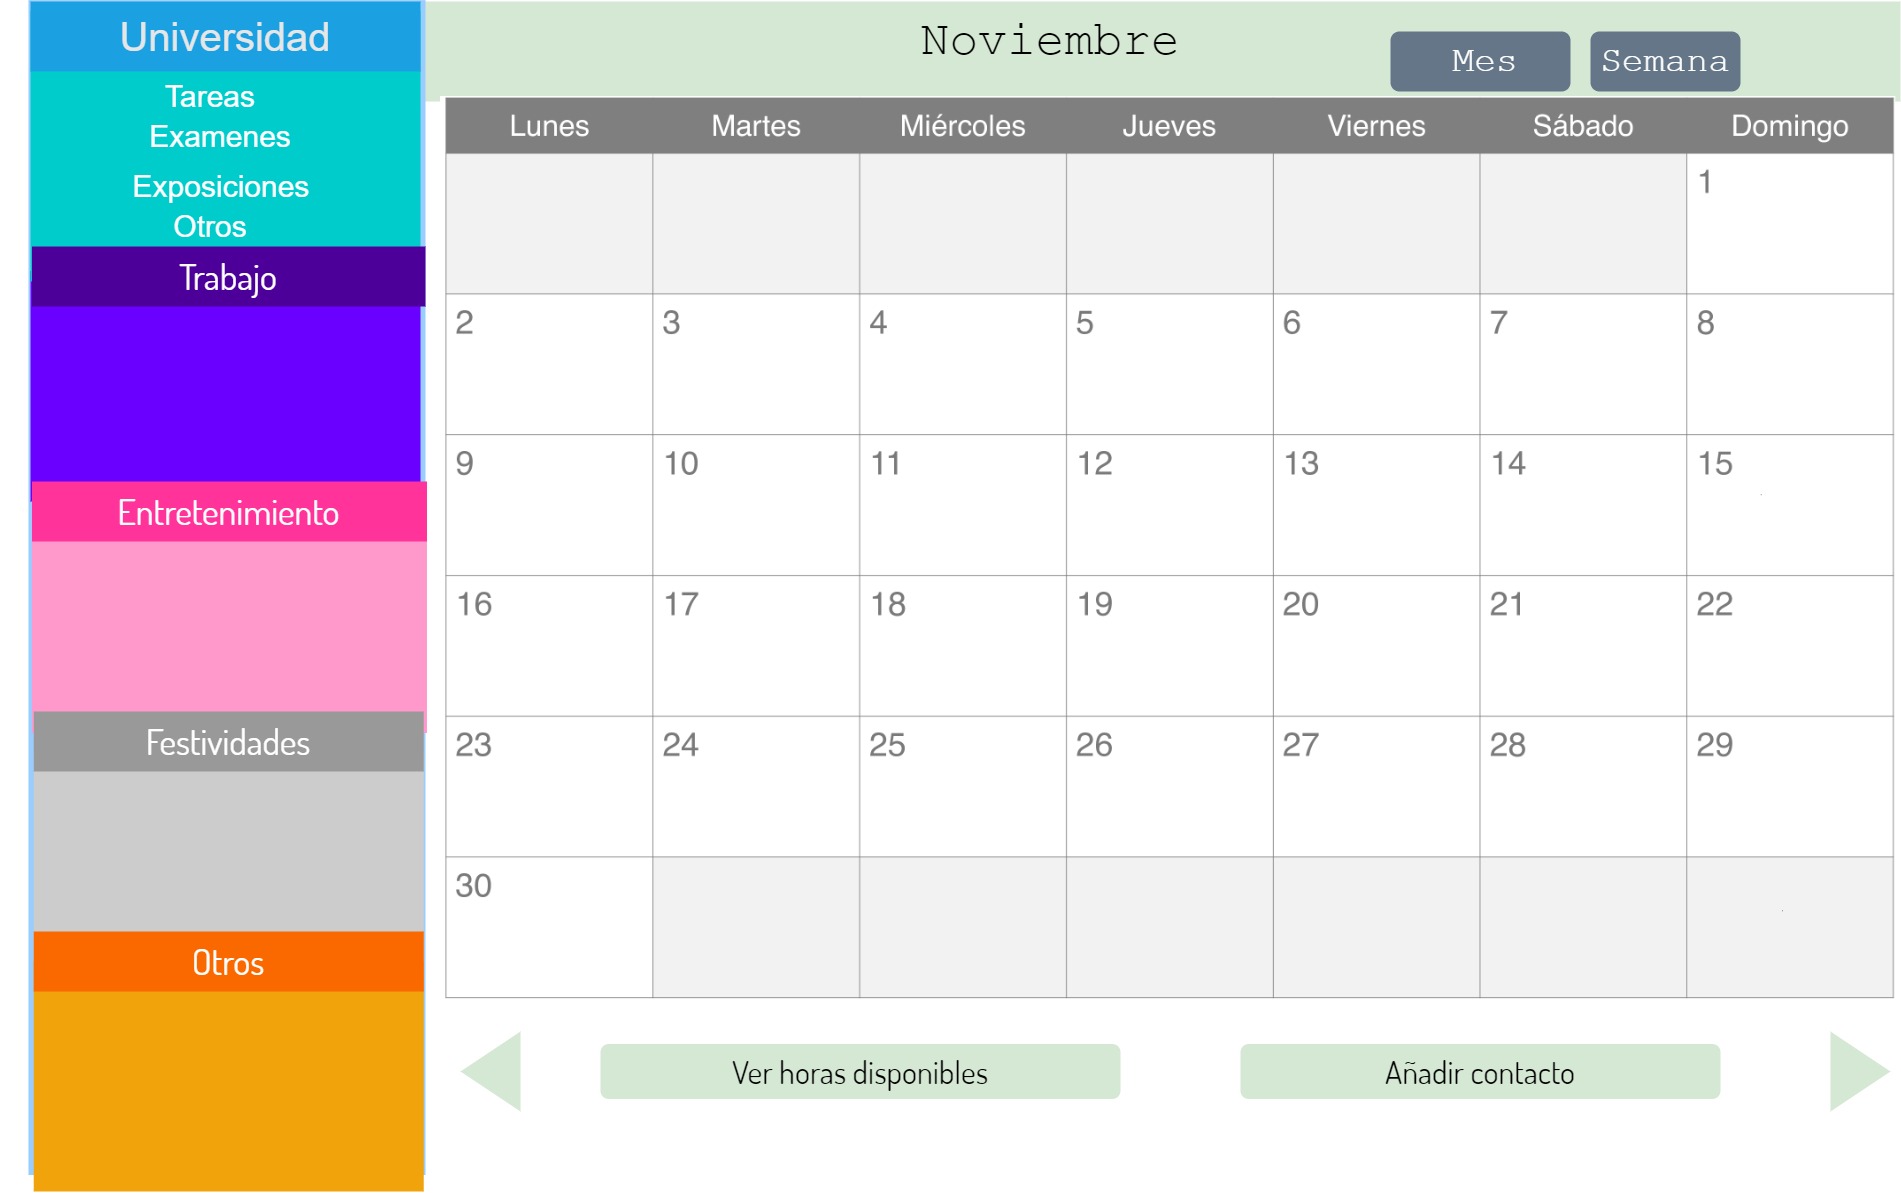 Universidad
Tareas
Examenes
Exposiciones
Otros
Trabajo
Entretenimiento
Festividades
Otros
Noviembre
Mes Semana
Lunes Martes Miércoles Jueves Viernes Sábado Domingo
1
2 3 4 5 6 7 8
9 10 11 12 13 14 15
16 17 18 19 20 21 22
23 24 25 26 27 28 29
30
Ver horas disponibles Añadir contacto